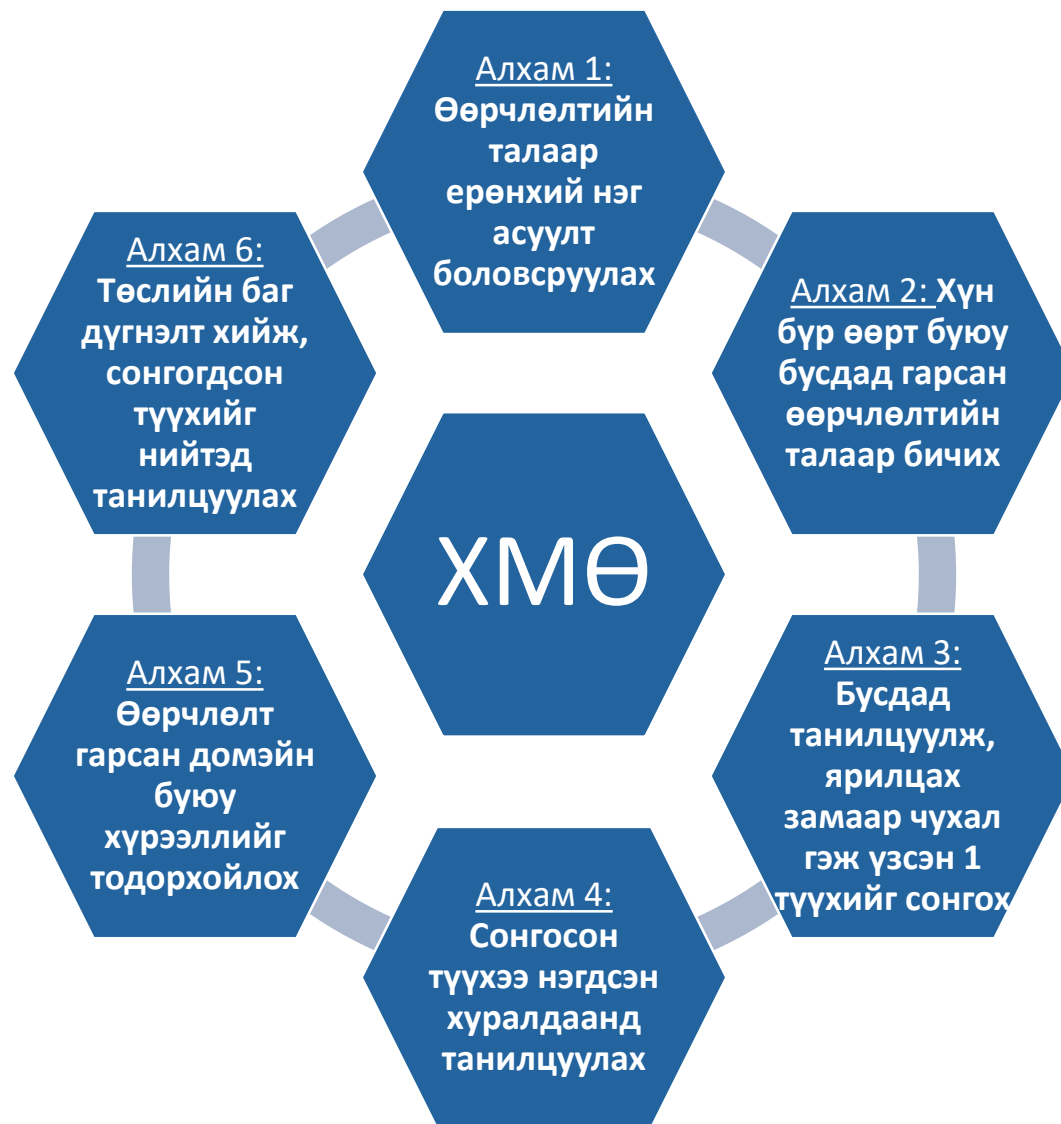 Алхам 1:
Өөрчлөлтийн
талаар
ерөнхий нэг
асуулт
боловсруулах
Алхам 2: Хүн
бүр өөрт буюу
бусдад гарсан
өөрчлөлтийн
талаар бичих
Алхам 3:
Бусдад
танилцуулж,
ярилцах
замаар чухал
гэж үзсэн 1
түүхийг сонгох
Алхам 4:
Сонгосон
түүхээ нэгдсэн
хуралдаанд
танилцуулах
Алхам 5:
Өөрчлөлт
гарсан домэйн
буюу
хүрээллийг
тодорхойлох
Алхам 6:
Төслийн баг
дүгнэлт хийж,
сонгогдсон
түүхийг
нийтэд
танилцуулах
ХМӨ